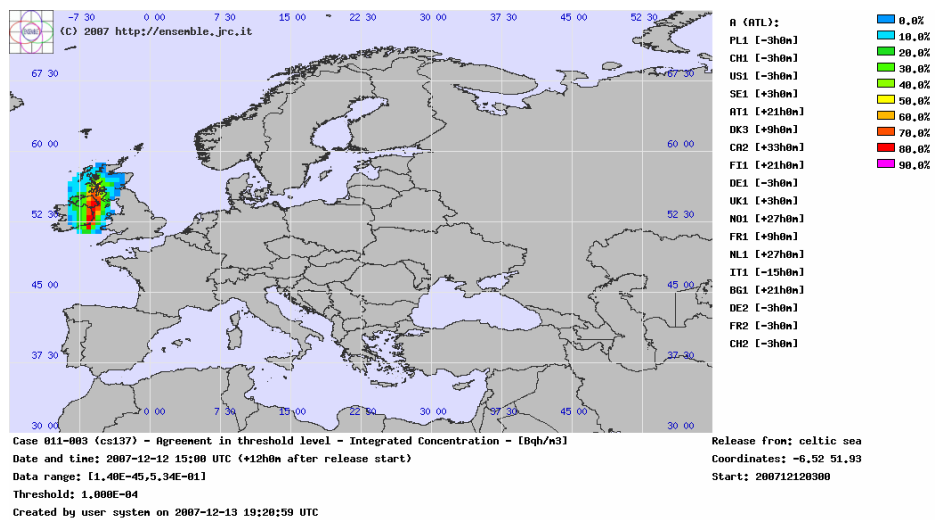 -7 30 0 00 7 30 15 00 22 30 30 00 37 30 45 00 52 30
(C) 2007 http://ensemble.jrc.it
67 30 67 30
60 00 60 00
52 30 52 30
45 00 45 00
37 30 37 30
0 00 7 30 15 00 22 30 30 00 37 30 45 00
30 00 30 00
A (ATL):
PL1 [-3h0m]
CH1 [-3h0m]
US1 [-3h0m]
SE1 [+3h0m]
AT1 [+21h0m]
DK3 [+9h0m]
CA2 [+33h0m]
FI1 [+21h0m]
DE1 [-3h0m]
UK1 [+3h0m]
NO1 [+27h0m]
FR1 [+9h0m]
NL1 [+27h0m]
IT1 [-15h0m]
BG1 [+21h0m]
DE2 [-3h0m]
FR2 [-3h0m]
CH2 [-3h0m]
0.0%
10.0%
20.0%
30.0%
40.0%
50.0%
60.0%
70.0%
80.0%
90.0%
Case 011-003 (cs137) - Agreement in threshold level - Integrated Concentration - [Bqh/m3]
Date and time: 2007-12-12 15:00 UTC (+12h0m after release start)
Data range: [1.40E-45,5.34E-01]
Threshold: 1.000E-04
Created by user system on 2007-12-13 19:20:59 UTC
Release from: celtic sea
Coordinates: -6.52 51.93
Start: 200712120300